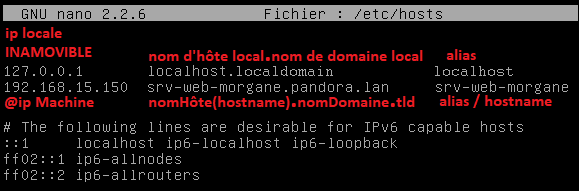 GNU nano 2.2.6 Fichier : /etc/hosts
ip locale
INAMOVIBLE nom d'hôte local.nom de domaine local alias
127.0.0.1 localhost.localdomain localhost
192.168.15.150 srv-web-morgane.pandora.lan srv-web-morgane
@ip Machine nomHôte(hostname).nomDomaine.tld alias / hostname
# The following lines are desirable for IPv6 capable hosts
::1 localhost ip6-localhost ip6-loopback
ff02::1 ip6-allnodes
ff02::2 ip6-allrouters